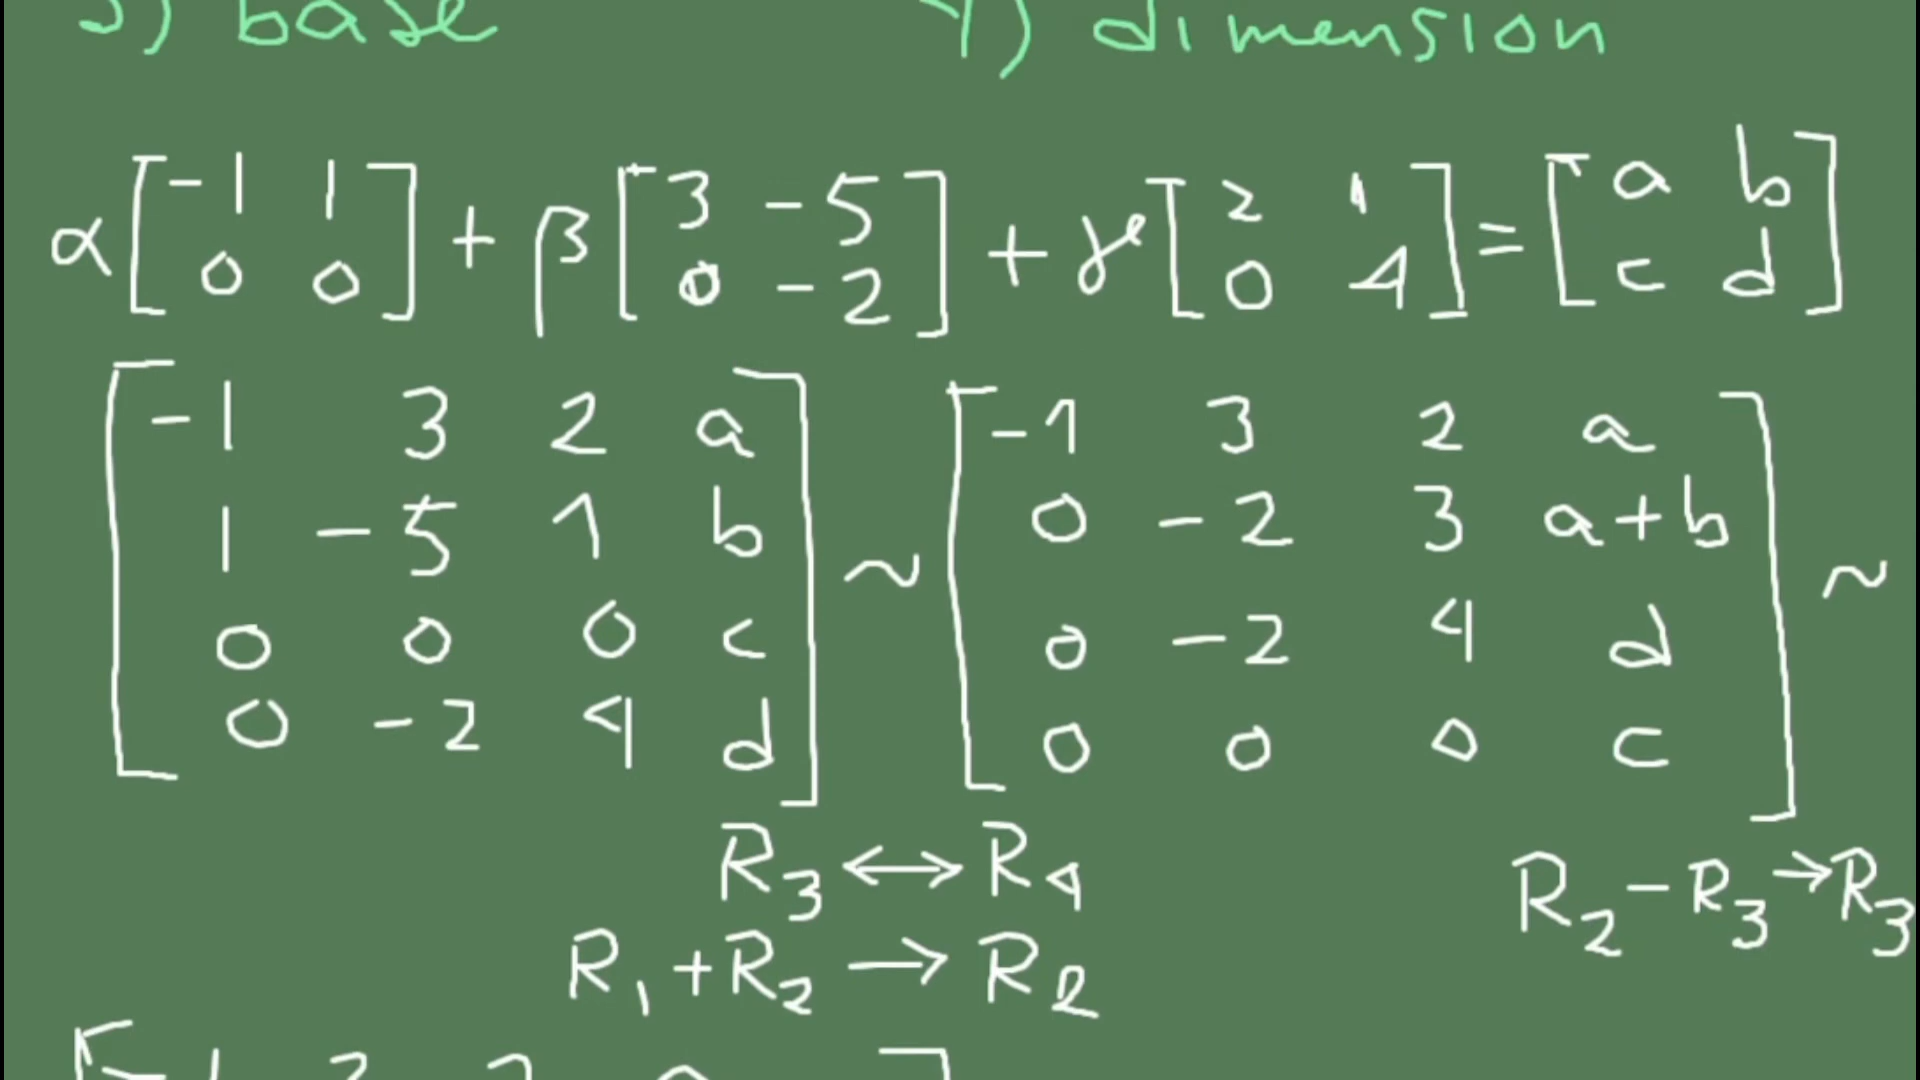 3) base 4) dimension
α[-1 1; 0 0] + β[3 -5; 0 -2] + γ[2 1; 0 4] = [a b; c d]
[-1 3 2 a] ~ [-1 3 2 a] ~
[1 -5 1 b] [0 -2 3 a+b]
[0 0 0 c] [0 -2 4 d]
[0 -2 4 d] [0 0 0 c]
R3 ↔ R4
R1 + R2 → R2
R2 - R3 → R3